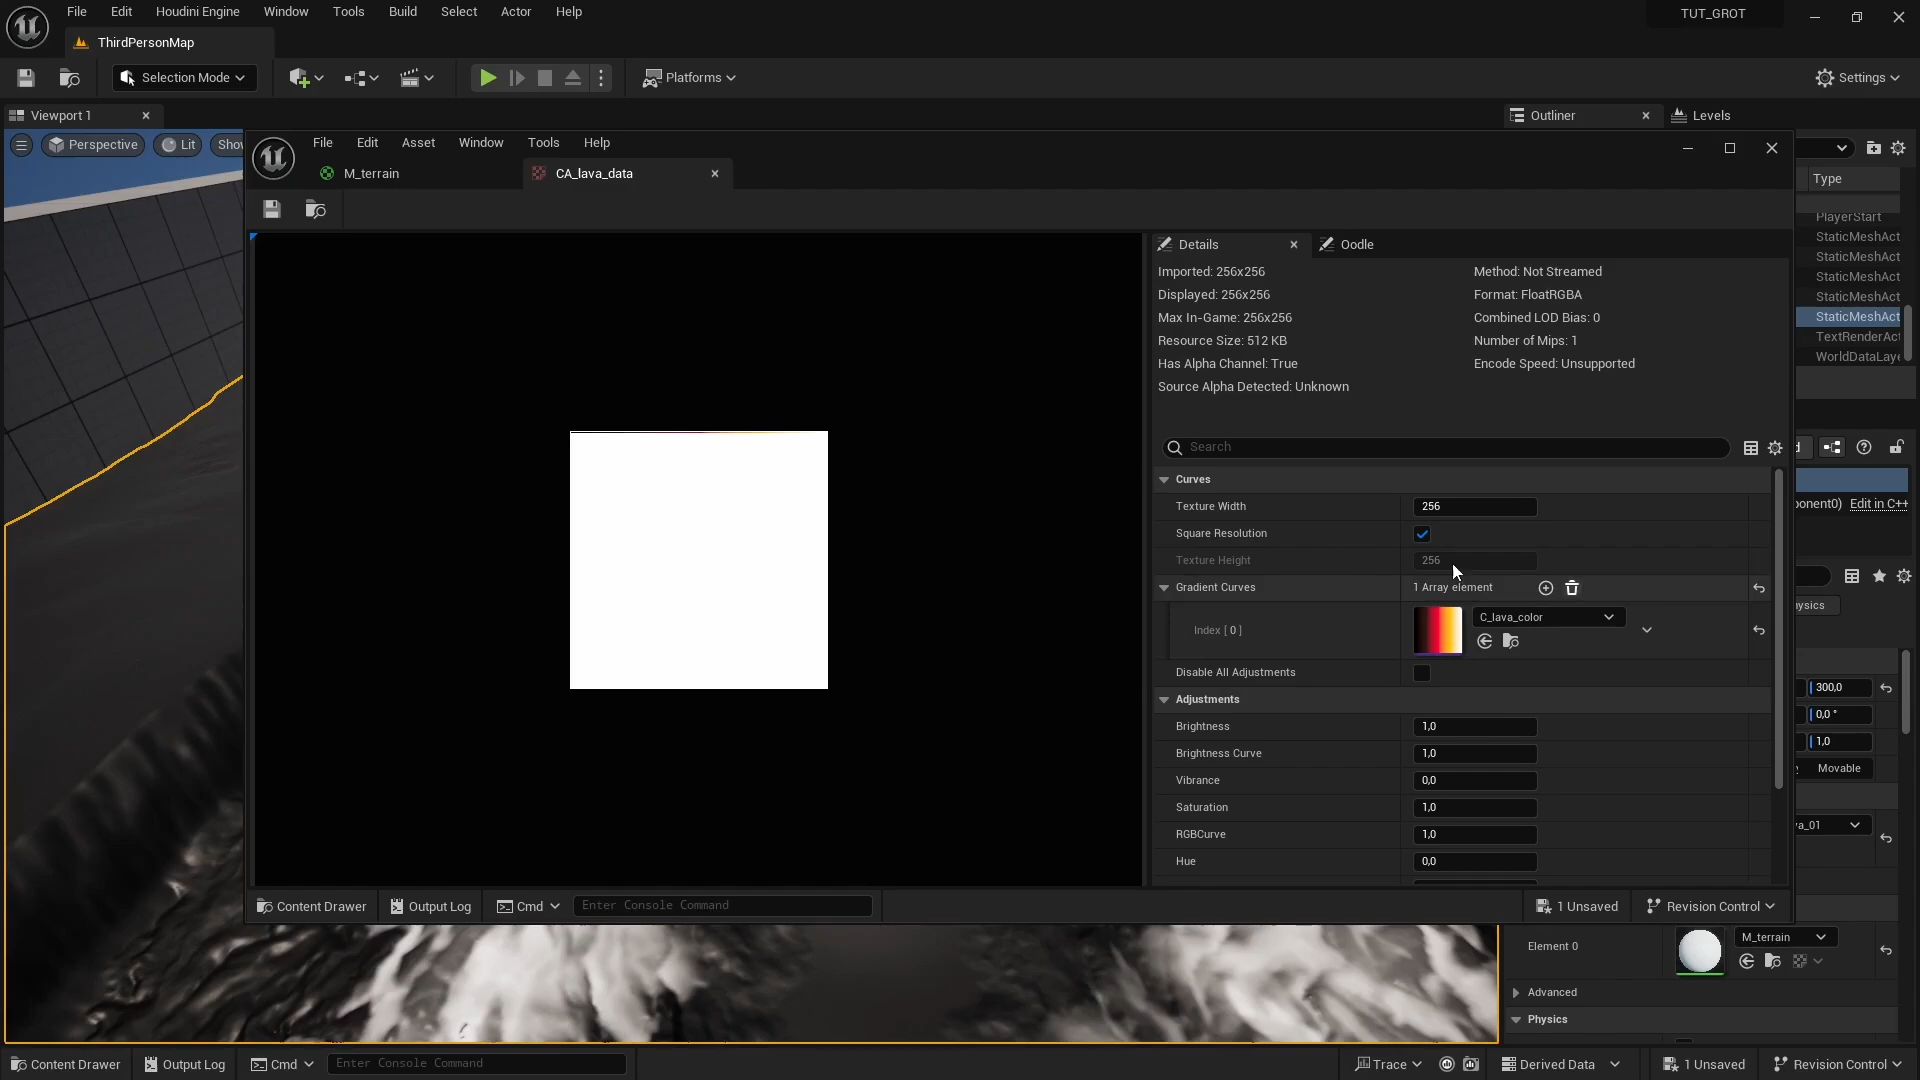 File Edit Houdini Engine Window Tools Build Select Actor Help
TUT_GROT
ThirdPersonMap
Selection Mode
Platforms
Settings
Viewport 1
Outliner
Levels
Perspective
Lit
Type
PlayerStart
StaticMeshAct
StaticMeshAct
StaticMeshAct
StaticMeshAct
StaticMeshAct
TextRenderAct
WorldDataLaye
File Edit Asset Window Tools Help
M_terrain
CA_lava_data
Details
Oodle
Imported: 256x256
Method: Not Streamed
Displayed: 256x256
Format: FloatRGBA
Max In-Game: 256x256
Combined LOD Bias: 0
Resource Size: 512 KB
Number of Mips: 1
Has Alpha Channel: True
Encode Speed: Unsupported
Source Alpha Detected: Unknown
Search
Curves
Texture Width
256
Square Resolution
Texture Height
256
Gradient Curves
1 Array element
Index [ 0 ]
C_lava_color
Disable All Adjustments
Adjustments
Brightness
1,0
Brightness Curve
1,0
Vibrance
0,0
Saturation
1,0
RGBCurve
1,0
Hue
0,0
Content Drawer
Output Log
Cmd
Enter Console Command
1 Unsaved
Revision Control
ponent0)
Edit in C++
ysics
300,0
0,0 °
1,0
Movable
va_01
Element 0
M_terrain
Advanced
Physics
Content Drawer
Output Log
Cmd
Enter Console Command
Trace
Derived Data
1 Unsaved
Revision Control